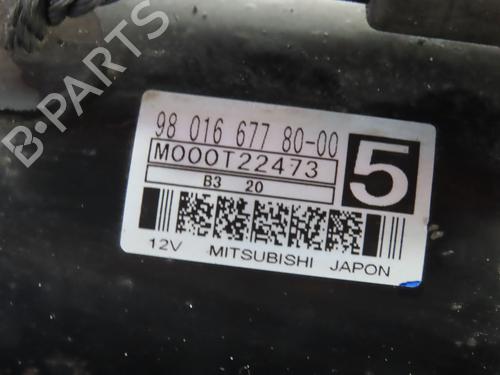 98 016 677 80-00
M000T22473
5
B3 20
12V MITSUBISHI JAPON
B-PARTS